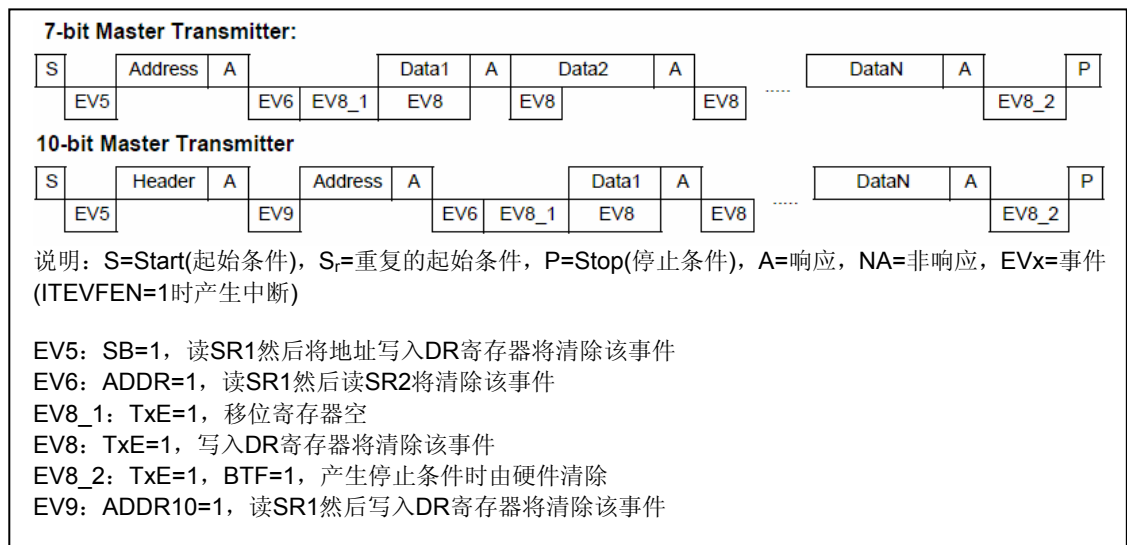 7-bit Master Transmitter:
S Address A Data1 A Data2 A DataN A P
EV5 EV6 EV8_1 EV8 EV8 EV8 ..... EV8_2
10-bit Master Transmitter
S Header A Address A Data1 A DataN A P
EV5 EV9 EV6 EV8_1 EV8 EV8 ..... EV8_2
说明：S=Start(起始条件)，Sr=重复的起始条件，P=Stop(停止条件)，A=响应，NA=非响应，EVx=事件
(ITEVFEN=1时产生中断)
EV5：SB=1，读SR1然后将地址写入DR寄存器将清除该事件
EV6：ADDR=1，读SR1然后读SR2将清除该事件
EV8_1：TxE=1，移位寄存器空
EV8：TxE=1，写入DR寄存器将清除该事件
EV8_2：TxE=1，BTF=1，产生停止条件时由硬件清除
EV9：ADDR10=1，读SR1然后写入DR寄存器将清除该事件